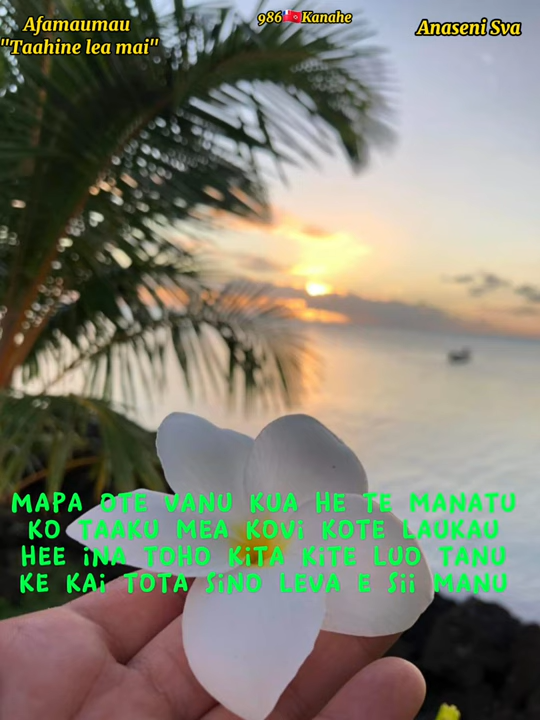 Afamaumau
"Taahine lea mai"
986🇼🇫Kanahe
Anaseni Sva
MAPA OTE VANU KUA HE TE MANATU
KO TAAKU MEA KOVi KOTE LAUKAU
HEE iNA TOHO KiTA KiTE LUO TANU
KE KAi TOTA SiNO LEVA E Sii MANU